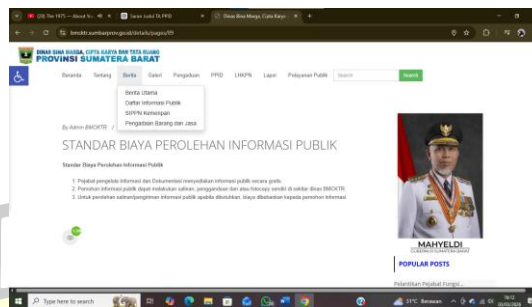 (20) The 1975 — About Yo
Saran Judul TA PPID
Dinas Bina Marga, Cipta Karya
bmcktr.sumbarprov.go.id/details/pages/89
DINAS BINA MARGA, CIPTA KARYA DAN TATA RUANG
PROVINSI SUMATERA BARAT
Beranda Tentang Berita Galeri Pengaduan PPID LHKPN Lapor Pelayanan Publik Search Search
Berita Utama
Daftar Informasi Publik
SIPPN Kemenpan
Pengadaan Barang dan Jasa
By Admin BMCKTR /
STANDAR BIAYA PEROLEHAN INFORMASI PUBLIK
Standar Biaya Perolehan Informasi Publik
1. Pejabat pengelola Informasi dan Dokumentasi menyediakan informasi publik secara gratis.
2. Pemohon informasi publik dapat melakukan salinan, penggandaan dan atau fotocopy sendiri di sekitar dinas BMCKTR.
3. Untuk perolehan salinan/pengiriman informasi publik apabila dibutuhkan, biaya dibebankan kepada pemohon informasi.
MAHYELDI
GUBERNUR SUMATERA BARAT
POPULAR POSTS
Pelantikan Pejabat Fungsi...
Type here to search
31°C Berawan